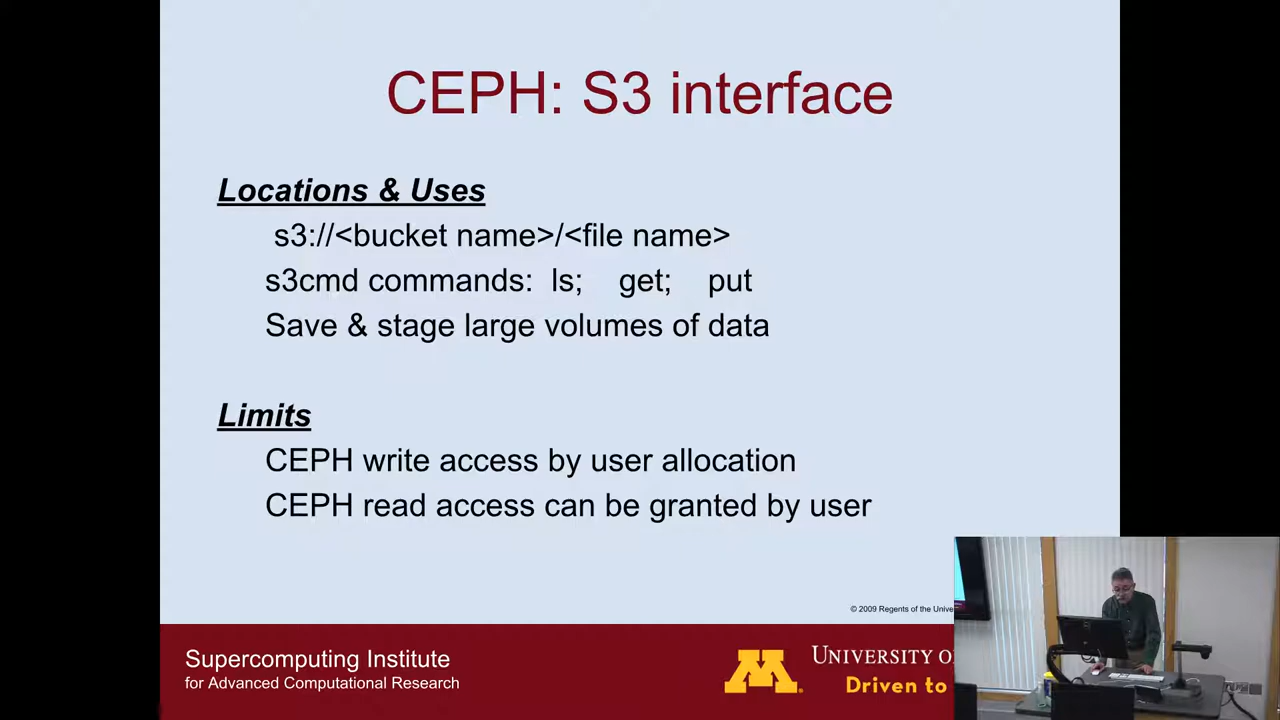 CEPH: S3 interface
Locations & Uses
s3://<bucket name>/<file name>
s3cmd commands: ls; get; put
Save & stage large volumes of data
Limits
CEPH write access by user allocation
CEPH read access can be granted by user
© 2009 Regents of the
Supercomputing Institute
for Advanced Computational Research
UNIVERSITY OF
Driven to